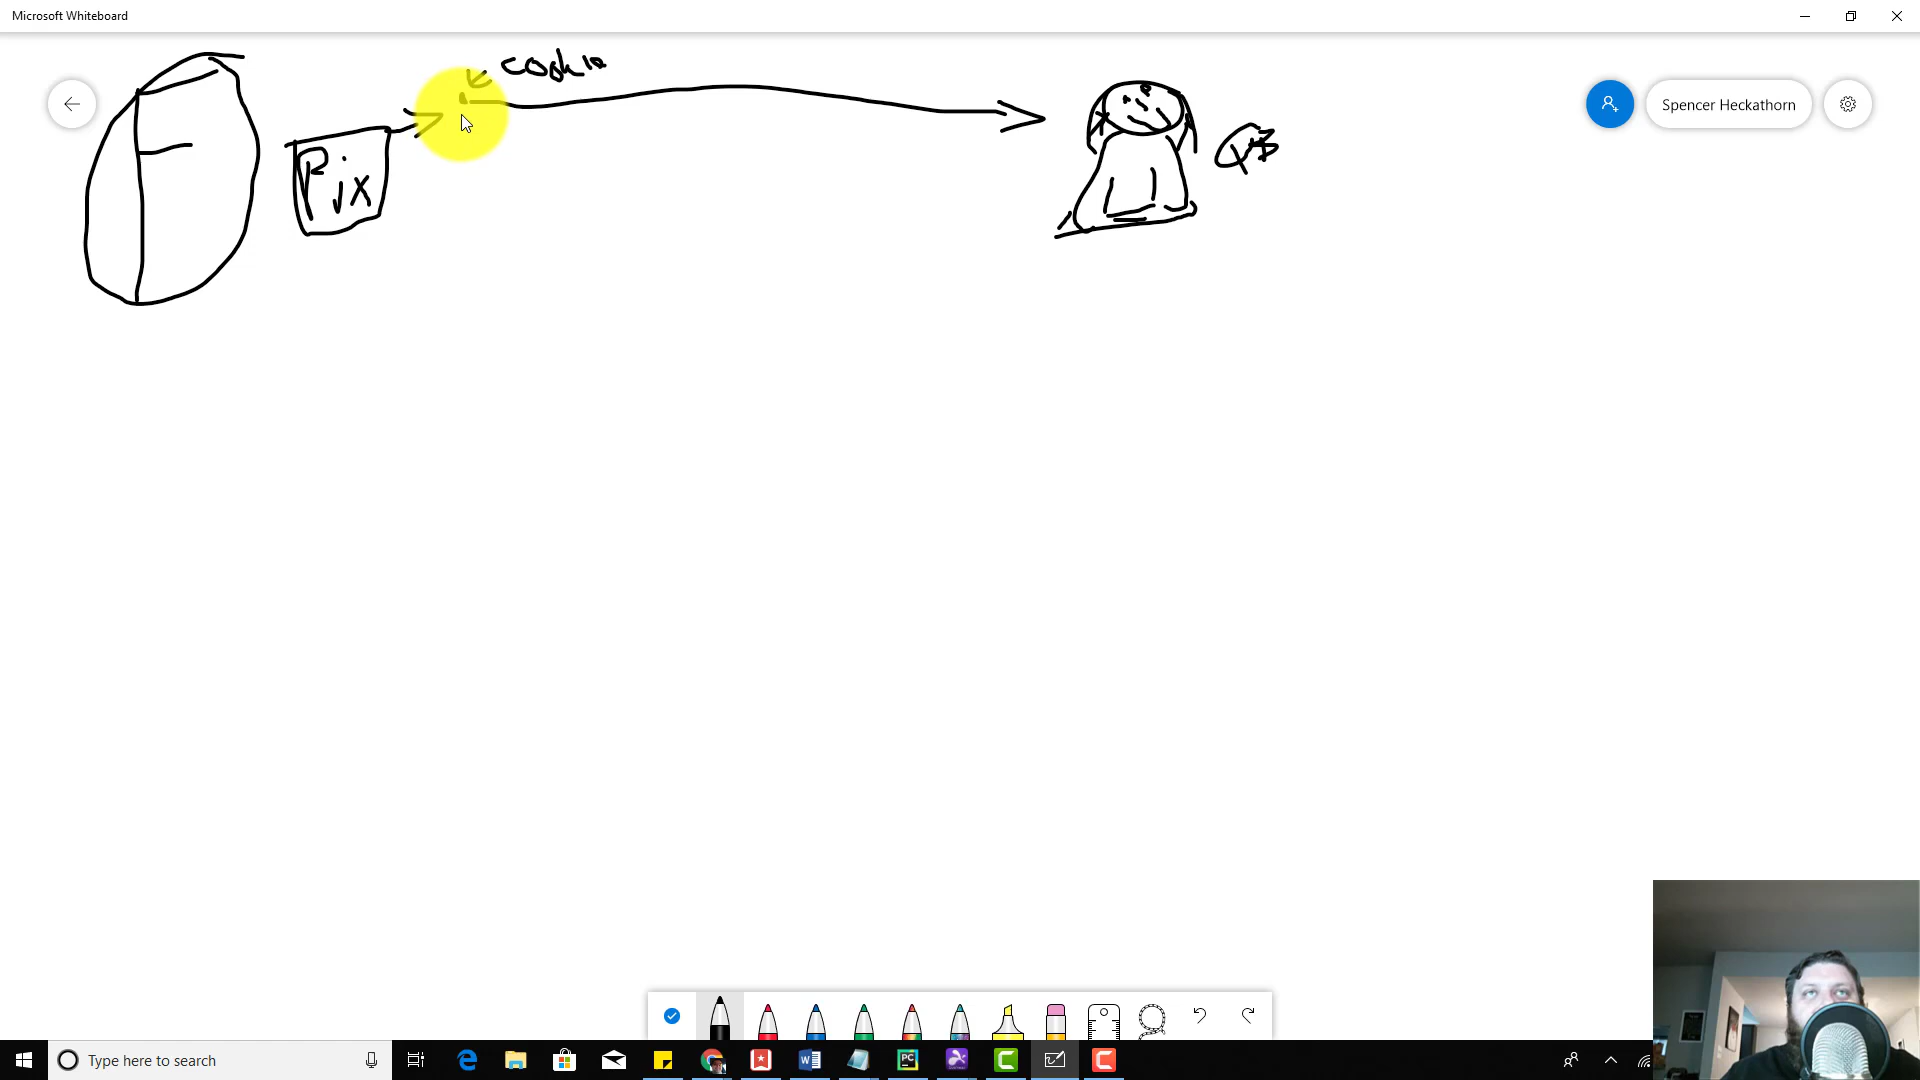 Microsoft Whiteboard
cookie
Spencer Heckathorn
Pix
Type here to search